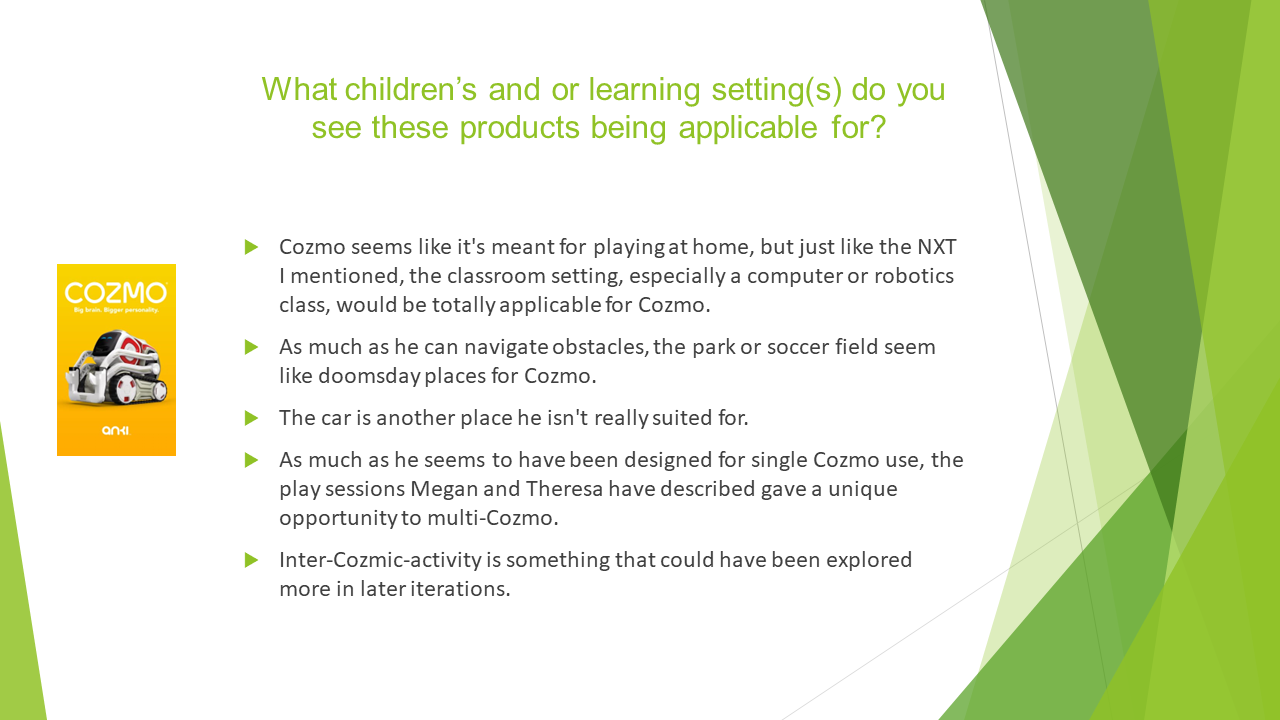 What children’s and or learning setting(s) do you
see these products being applicable for?
COZMO
Big brain. Bigger personality.
anki
Cozmo seems like it's meant for playing at home, but just like the NXT
I mentioned, the classroom setting, especially a computer or robotics
class, would be totally applicable for Cozmo.
As much as he can navigate obstacles, the park or soccer field seem
like doomsday places for Cozmo.
The car is another place he isn't really suited for.
As much as he seems to have been designed for single Cozmo use, the
play sessions Megan and Theresa have described gave a unique
opportunity to multi-Cozmo.
Inter-Cozmic-activity is something that could have been explored
more in later iterations.